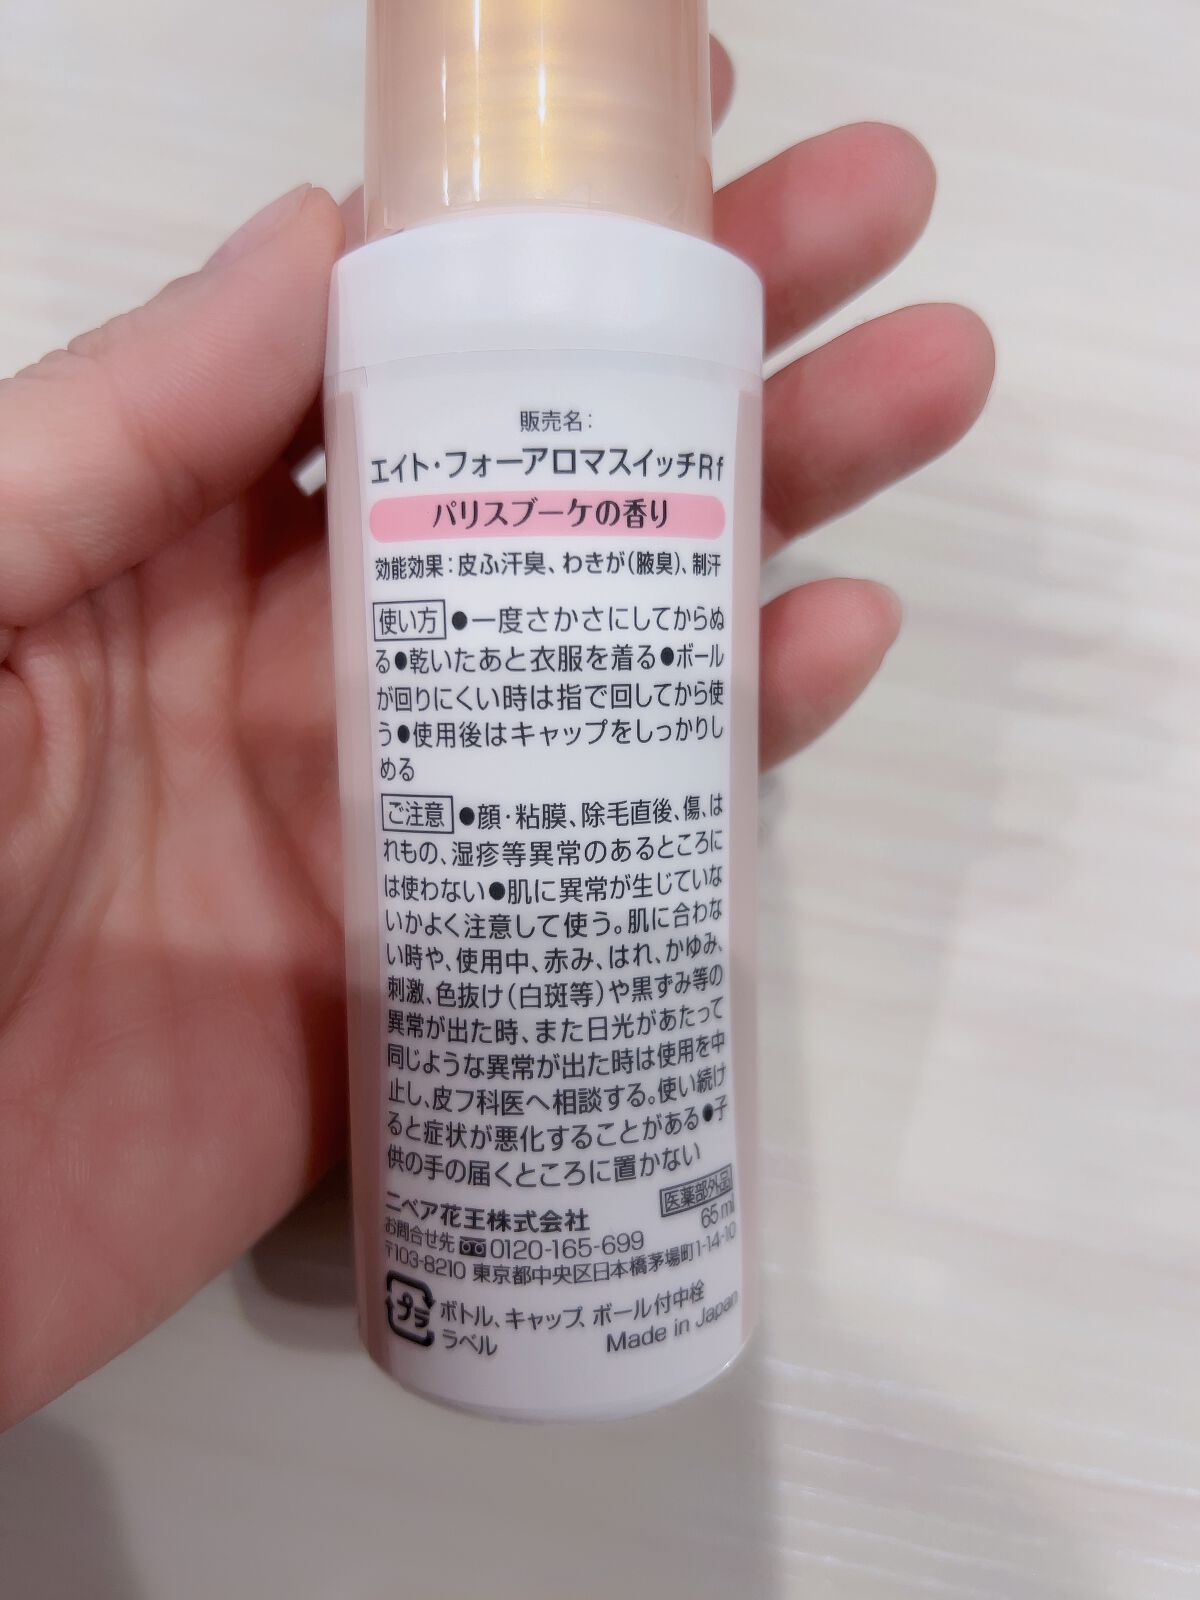 販売名:
エイト・フォーアロマスイッチRf
パリスブーケの香り
効能効果:皮ふ汗臭、わきが(腋臭)、制汗
使い方 ●一度さかさにしてからぬ
る●乾いたあと衣服を着る●ボール
が回りにくい時は指で回してから使
う●使用後はキャップをしっかりし
める
ご注意 ●顔・粘膜、除毛直後、傷、は
れもの、湿疹等異常のあるところに
は使わない●肌に異常が生じていな
いかよく注意して使う。肌に合わな
い時や、使用中、赤み、はれ、かゆみ、
刺激、色抜け(白斑等)や黒ずみ等の
異常が出た時、また日光があたって
同じような異常が出た時は使用を中
止し、皮フ科医へ相談する。使い続け
ると症状が悪化することがある●子
供の手の届くところに置かない
医薬部外品
ニベア花王株式会社 65ml
お問合せ先 0120-165-699
〒103-8210 東京都中央区日本橋茅場町1-14-10
プラ ボトル、キャップ、ボール付中栓
ラベル Made in Japan